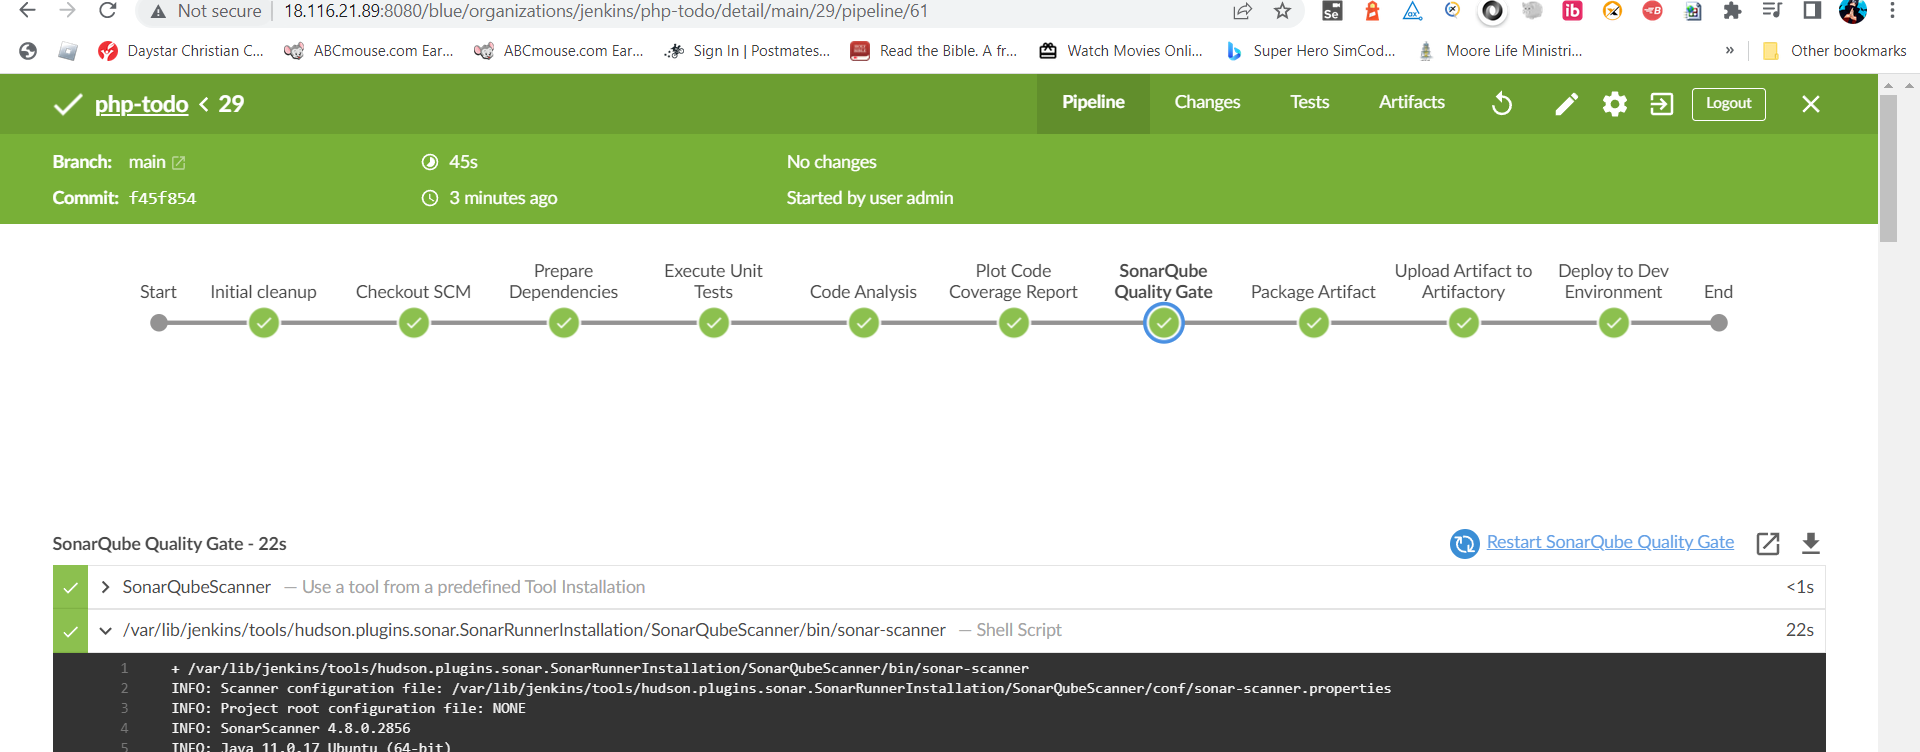 Not secure | 18.116.21.89:8080/blue/organizations/jenkins/php-todo/detail/main/29/pipeline/61
Daystar Christian C... ABCmouse.com Ear... ABCmouse.com Ear... Sign In | Postmates... Read the Bible. A fr... Watch Movies Onli... Super Hero SimCod... Moore Life Ministri... » Other bookmarks
php-todo < 29
Pipeline Changes Tests Artifacts Logout
Branch: main 45s No changes
Commit: f45f854 3 minutes ago Started by user admin
Start
Initial cleanup
Checkout SCM
Prepare
Dependencies
Execute Unit
Tests
Code Analysis
Plot Code
Coverage Report
SonarQube
Quality Gate
Package Artifact
Upload Artifact to
Artifactory
Deploy to Dev
Environment
End
SonarQube Quality Gate - 22s
Restart SonarQube Quality Gate
SonarQubeScanner — Use a tool from a predefined Tool Installation <1s
/var/lib/jenkins/tools/hudson.plugins.sonar.SonarRunnerInstallation/SonarQubeScanner/bin/sonar-scanner — Shell Script 22s
1 + /var/lib/jenkins/tools/hudson.plugins.sonar.SonarRunnerInstallation/SonarQubeScanner/bin/sonar-scanner
2 INFO: Scanner configuration file: /var/lib/jenkins/tools/hudson.plugins.sonar.SonarRunnerInstallation/SonarQubeScanner/conf/sonar-scanner.properties
3 INFO: Project root configuration file: NONE
4 INFO: SonarScanner 4.8.0.2856
5 INFO: Java 11.0.17 Ubuntu (64-bit)